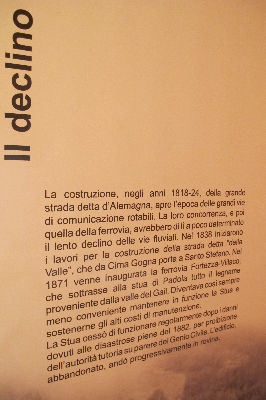 Il declino
La costruzione, negli anni 1818-24, della grande
strada detta d'Alemagna, apre l'epoca delle grandi vie
di comunicazione rotabili. La loro concorrenza, e poi
quella della ferrovia, avrebbero di lì a poco determinato
il lento declino delle vie fluviali. Nel 1838 iniziarono
i lavori per la costruzione della strada detta "della
Valle", che da Cima Gogna porta a Santo Stefano. Nel
1871 venne inaugurata la ferrovia Fortezza-Villaco,
che sottrasse alla stua di Padola tutto il legname
proveniente dalla valle del Gail. Diventava così sempre
meno conveniente mantenere in funzione la Stua e
sostenerne gli alti costi di manutenzione.
La Stua cessò di funzionare regolarmente dopo i danni
dovuti alle disastrose piene del 1882, per proibizione
dell'autorità tutoria su parere del Genio Civile. L'edificio,
abbandonato, andò progressivamente in rovina.